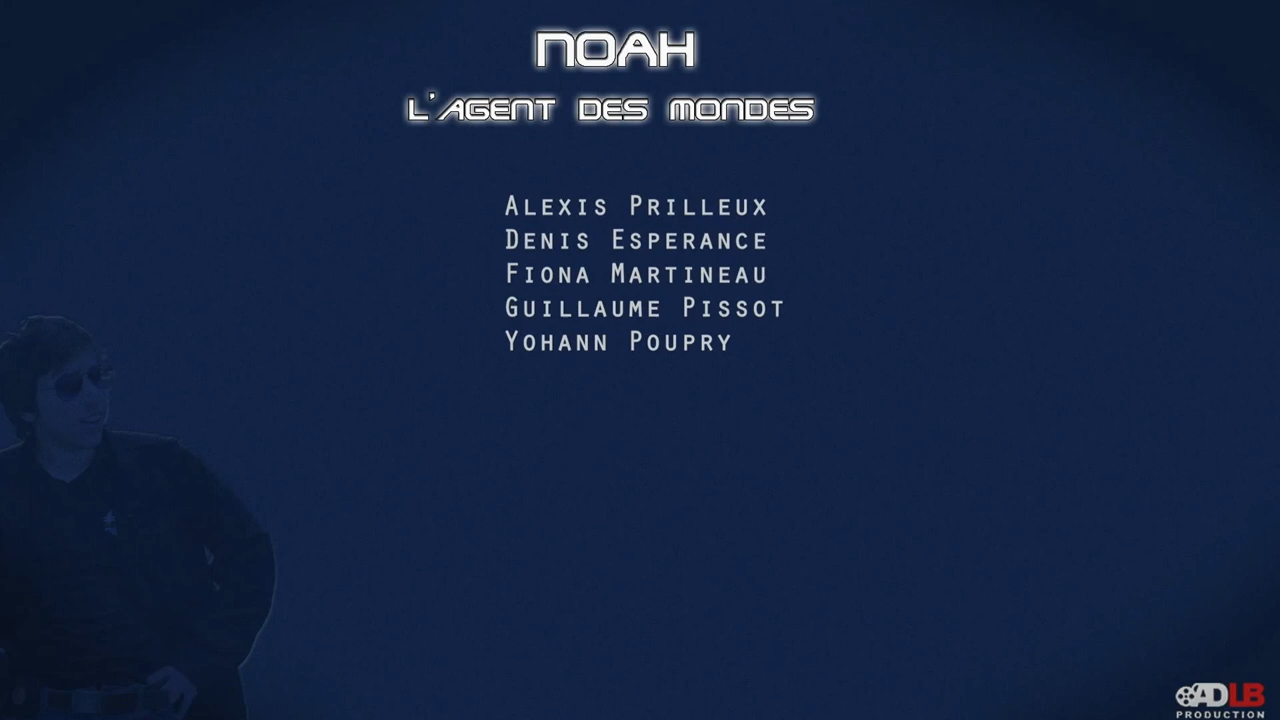 NOAH
L'AGENT DES MONDES
ALEXIS PRILLEUX
DENIS ESPERANCE
FIONA MARTINEAU
GUILLAUME PISSOT
YOHANN POUPRY
ADLB
PRODUCTION